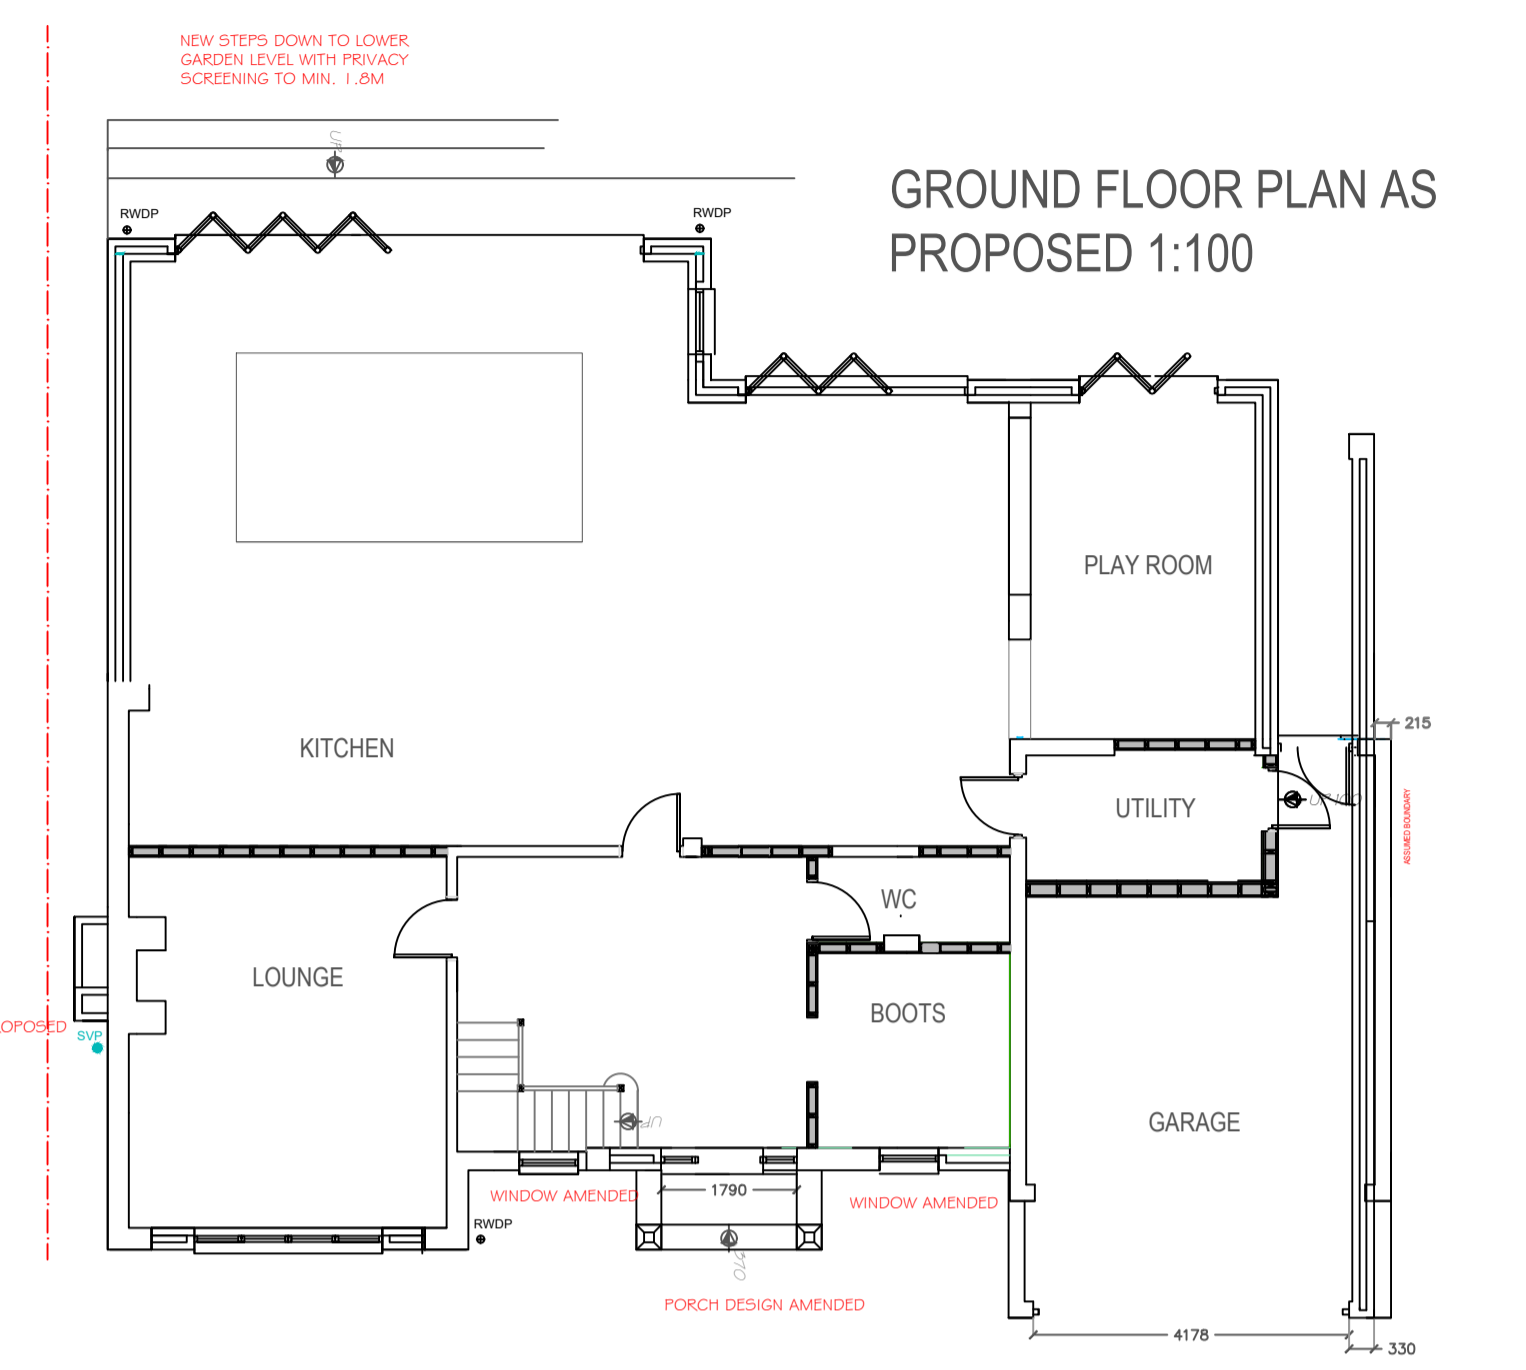 NEW STEPS DOWN TO LOWER
GARDEN LEVEL WITH PRIVACY
SCREENING TO MIN. 1.8M
UP
GROUND FLOOR PLAN AS
PROPOSED 1:100
RWDP
RWDP
PLAY ROOM
KITCHEN
215
UTILITY
UP 100
ASSUMED BOUNDARY
WC
LOUNGE
BOOTS
SVP
UP
GARAGE
1790
WINDOW AMENDED
WINDOW AMENDED
RWDP
PORCH DESIGN AMENDED
4178
330